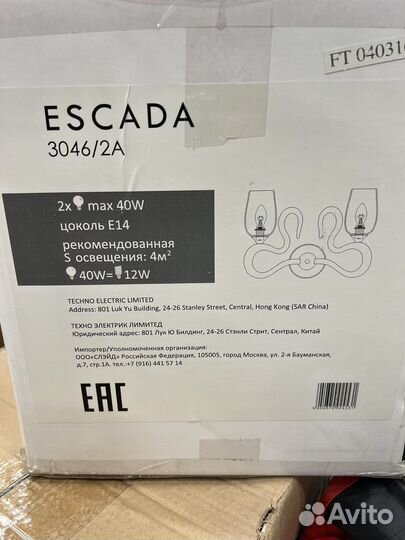 FT 040316
ESCADA
3046/2A
2x max 40W
цоколь E14
рекомендованная
S освещения: 4м²
40W= 12W
TECHNO ELECTRIC LIMITED
Address: 801 Luk Yu Building, 24-26 Stanley Street, Central, Hong Kong (SAR China)
ТЕХНО ЭЛЕКТРИК ЛИМИТЕД
Юридический адрес: 801 Лук Ю Билдинг, 24-26 Стэнли Стрит, Сентрал, Китай
Импортер/Уполномоченная организация:
ООО«СЛЭЙД» Российская Федерация, 105005, город Москва, ул. 2-я Бауманская,
д.7, стр.1А. тел.:+7 (916) 441 57 14
EAC
Avito